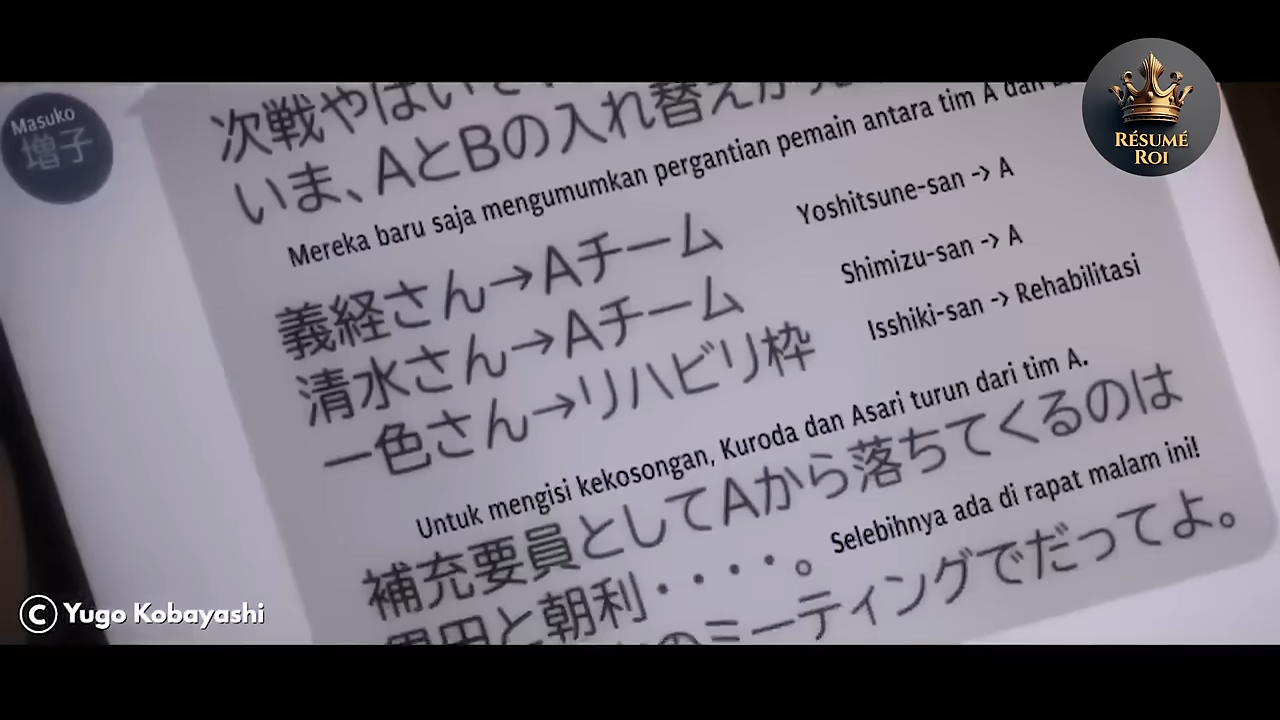 RÉSUMÉ
ROI
Masuko
増子
次戦やばいぞ、
いま、AとBの入れ替えが
Mereka baru saja mengumumkan pergantian pemain antara tim A dan
義経さん→Aチーム
Yoshitsune-san -> A
清水さん→Aチーム
Shimizu-san -> A
一色さん→リハビリ枠
Isshiki-san -> Rehabilitasi
Untuk mengisi kekosongan, Kuroda dan Asari turun dari tim A.
補充要員としてAから落ちてくるのは
Selebihnya ada di rapat malam ini!
黒田と朝利・・・・。
のミーティングでだってよ。
© Yugo Kobayashi